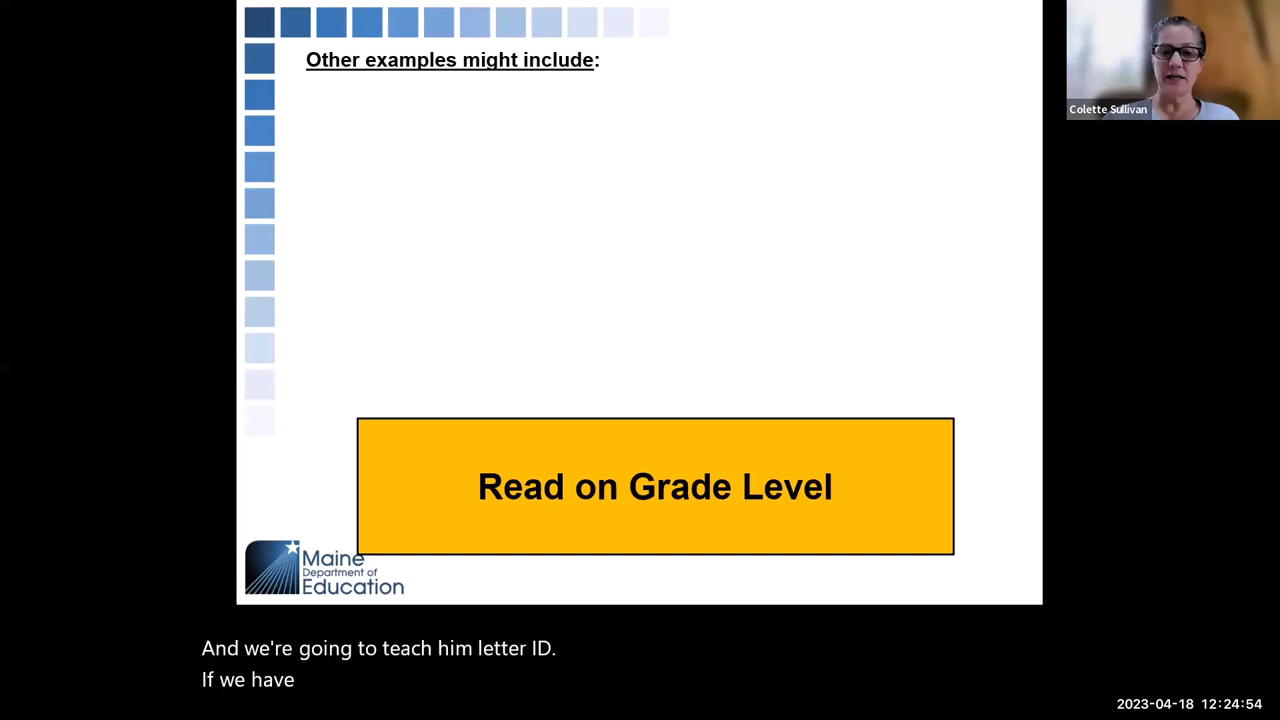 Other examples might include:
Colette Sullivan
Read on Grade Level
Maine
Department of
Education
And we're going to teach him letter ID.
If we have
2023-04-18 12:24:54